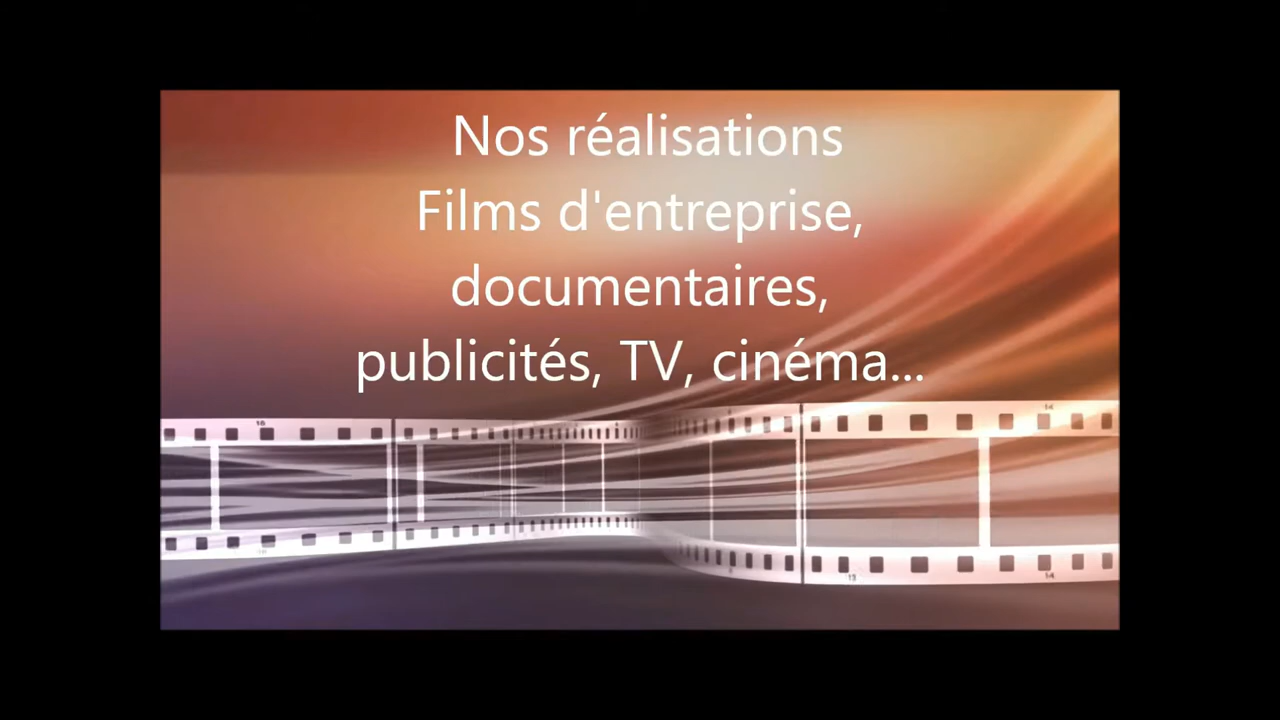 Nos réalisations
Films d'entreprise,
documentaires,
publicités, TV, cinéma...